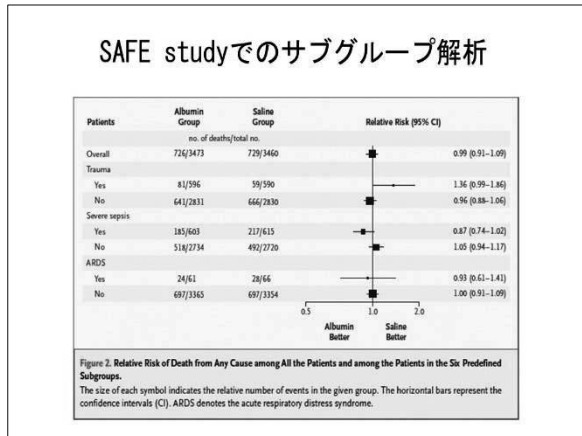 SAFE studyでのサブグループ解析
Patients Albumin Group Saline Group Relative Risk (95% CI)
no. of deaths/total no.
Overall 726/3473 729/3460 0.99 (0.91–1.09)
Trauma
Yes 81/596 59/590 1.36 (0.99–1.86)
No 641/2831 666/2830 0.96 (0.88–1.06)
Severe sepsis
Yes 185/603 217/615 0.87 (0.74–1.02)
No 518/2734 492/2720 1.05 (0.94–1.17)
ARDS
Yes 24/61 28/66 0.93 (0.61–1.41)
No 697/3365 697/3354 1.00 (0.91–1.09)
0.5 1.0 2.0
Albumin Better Saline Better
Figure 2. Relative Risk of Death from Any Cause among All the Patients and among the Patients in the Six Predefined
Subgroups.
The size of each symbol indicates the relative number of events in the given group. The horizontal bars represent the
confidence intervals (CI). ARDS denotes the acute respiratory distress syndrome.